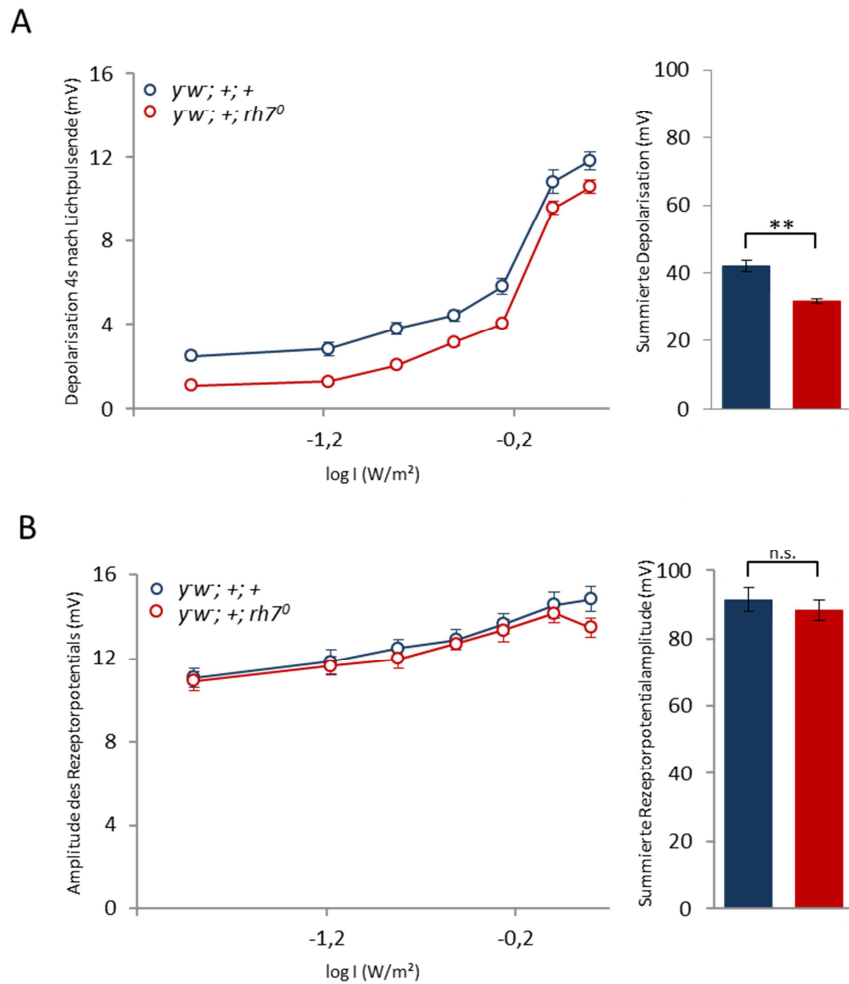 A
Depolarisation 4s nach Lichtpulsende (mV)
16
12
8
4
0
y⁻w⁻; +; +
y⁻w⁻; +; rh7⁰
-1,2
-0,2
log I (W/m²)
Summierte Depolarisation (mV)
100
80
60
40
20
0
**
B
Amplitude des Rezeptorpotentials (mV)
16
12
8
4
0
y⁻w⁻; +; +
y⁻w⁻; +; rh7⁰
-1,2
-0,2
log I (W/m²)
Summierte Rezeptorpotentialamplitude (mV)
100
80
60
40
20
0
n.s.